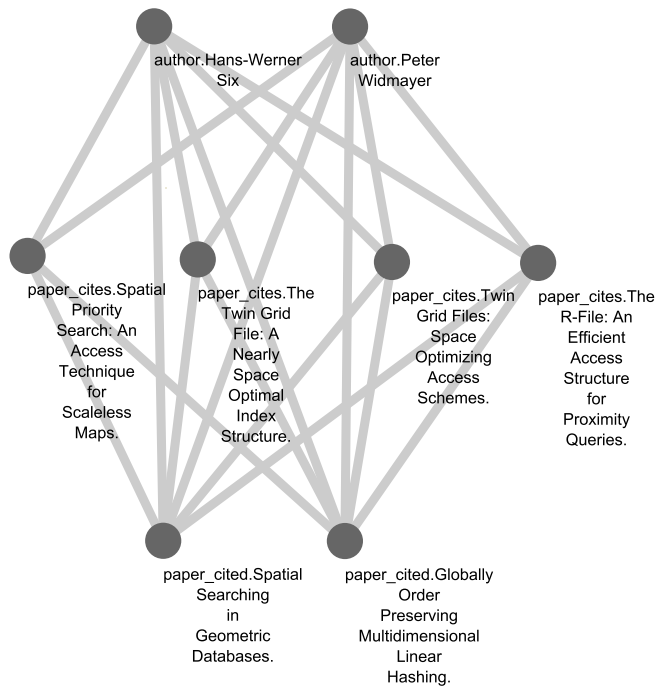 author.Hans-Werner
Six
author.Peter
Widmayer
paper_cites.Spatial
Priority
Search: An
Access
Technique
for
Scaleless
Maps.
paper_cites.The
Twin Grid
File: A
Nearly
Space
Optimal
Index
Structure.
paper_cites.Twin
Grid Files:
Space
Optimizing
Access
Schemes.
paper_cites.The
R-File: An
Efficient
Access
Structure
for
Proximity
Queries.
paper_cited.Spatial
Searching
in
Geometric
Databases.
paper_cited.Globally
Order
Preserving
Multidimensional
Linear
Hashing.